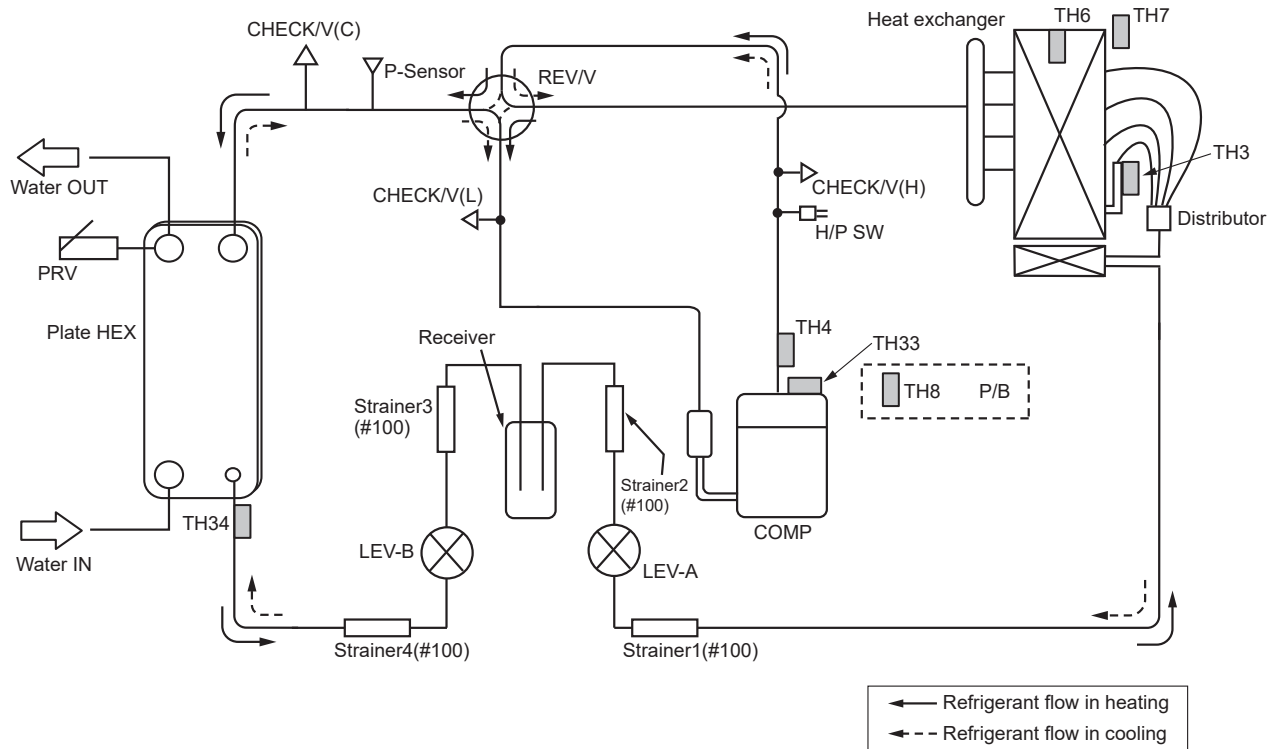 CHECK/V(C)
P-Sensor
REV/V
Heat exchanger
TH6
TH7
TH3
Distributor
Water OUT
PRV
Plate HEX
CHECK/V(L)
CHECK/V(H)
H/P SW
Receiver
TH4
TH33
TH8
P/B
Strainer3
(#100)
Strainer2
(#100)
COMP
TH34
Water IN
LEV-B
LEV-A
Strainer4(#100)
Strainer1(#100)
Refrigerant flow in heating
Refrigerant flow in cooling